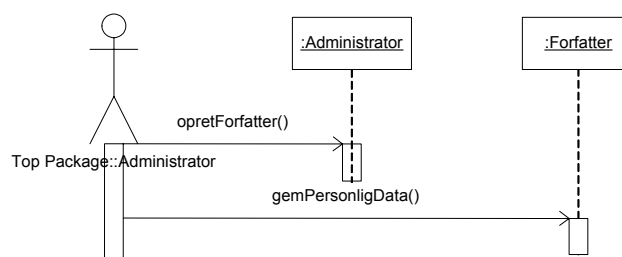 :Administrator
:Forfatter
opretForfatter()
Top Package::Administrator
gemPersonligData()